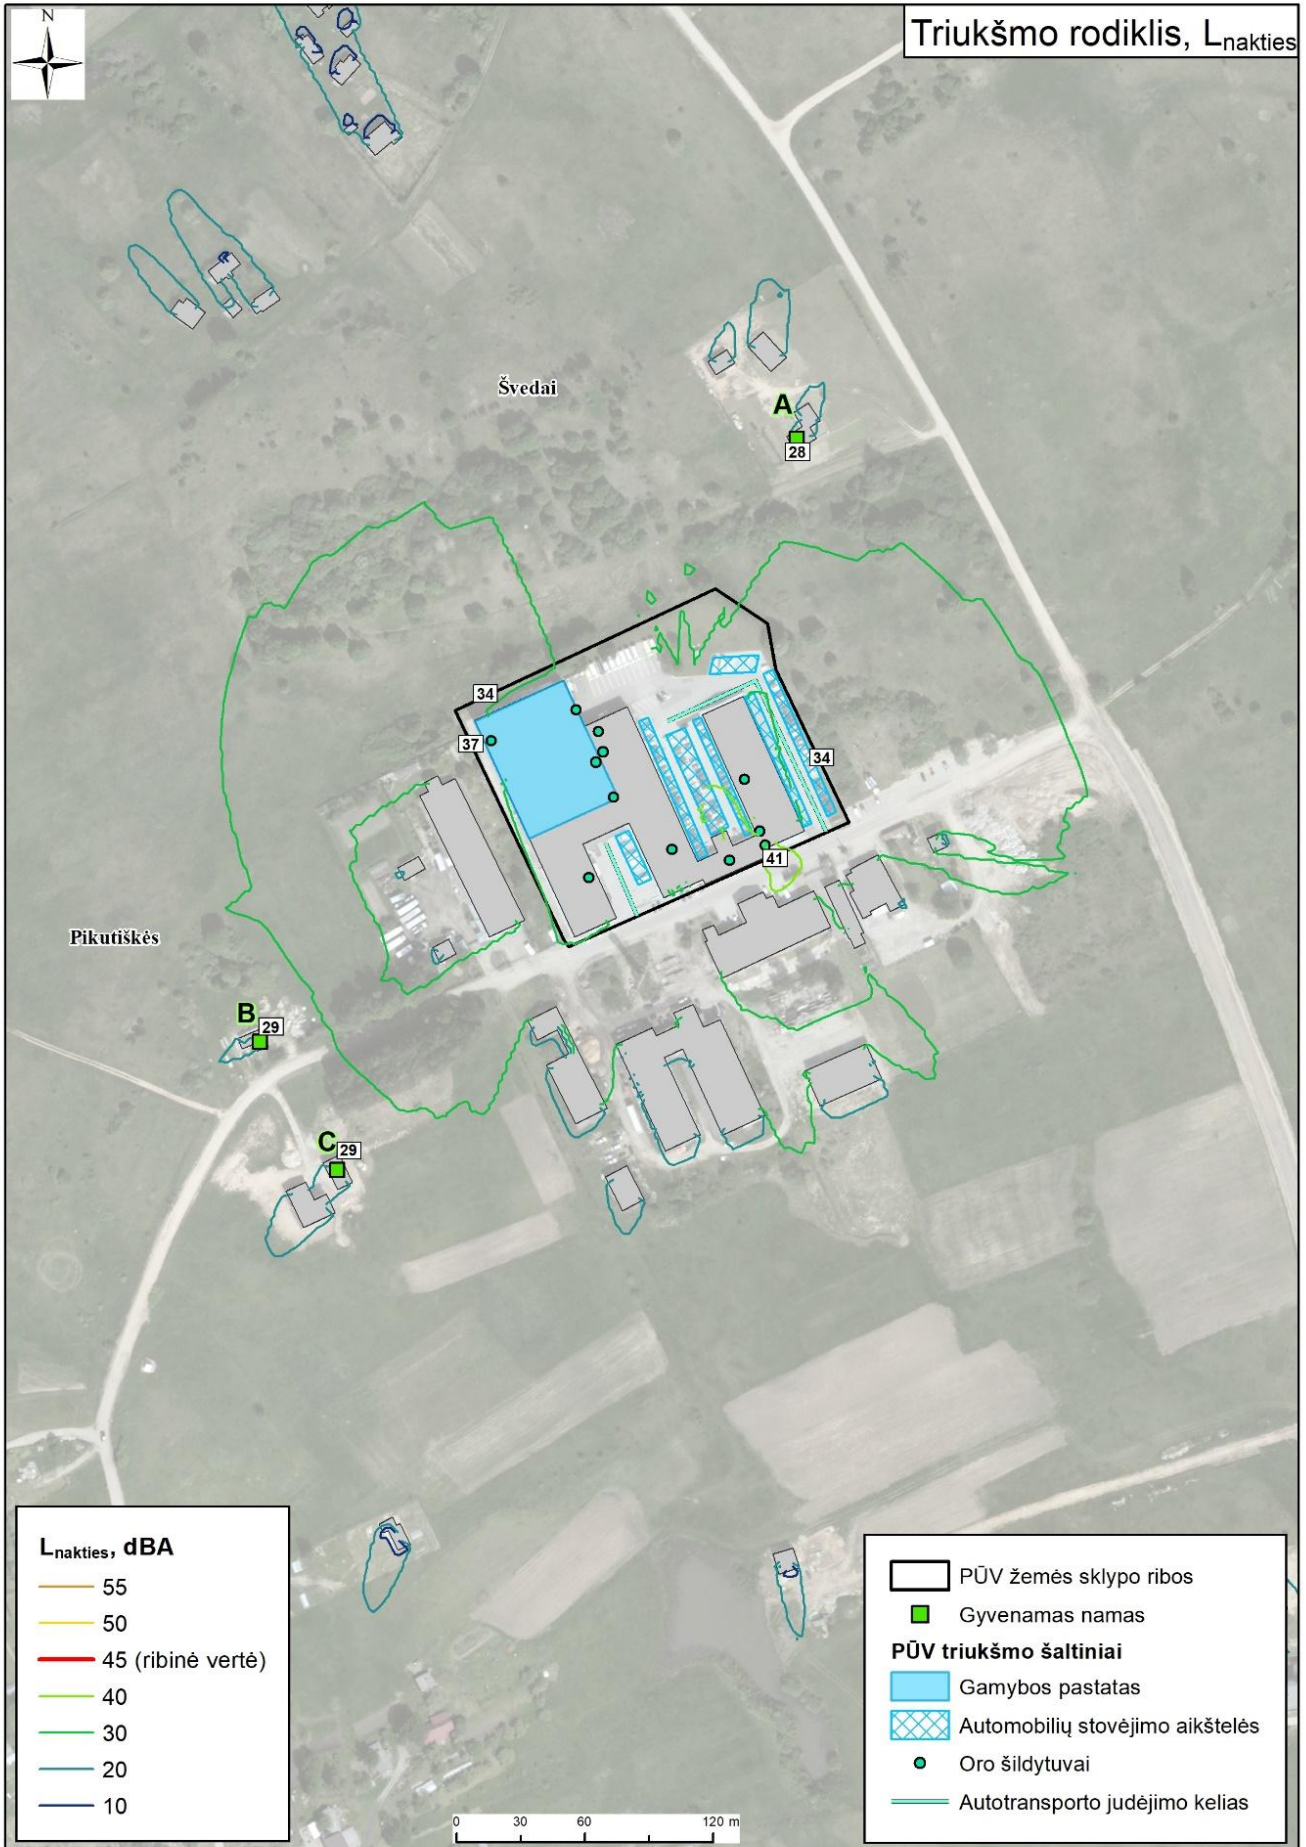 N
Triukšmo rodiklis, Lnakties
Švedai
A
28
34
37
34
41
Pikutiškės
B
29
C
29
Lnakties, dBA
55
50
45 (ribinė vertė)
40
30
20
10
0 30 60 120 m
PŪV žemės sklypo ribos
Gyvenamas namas
PŪV triukšmo šaltiniai
Gamybos pastatas
Automobilių stovėjimo aikštelės
Oro šildytuvai
Autotransporto judėjimo kelias